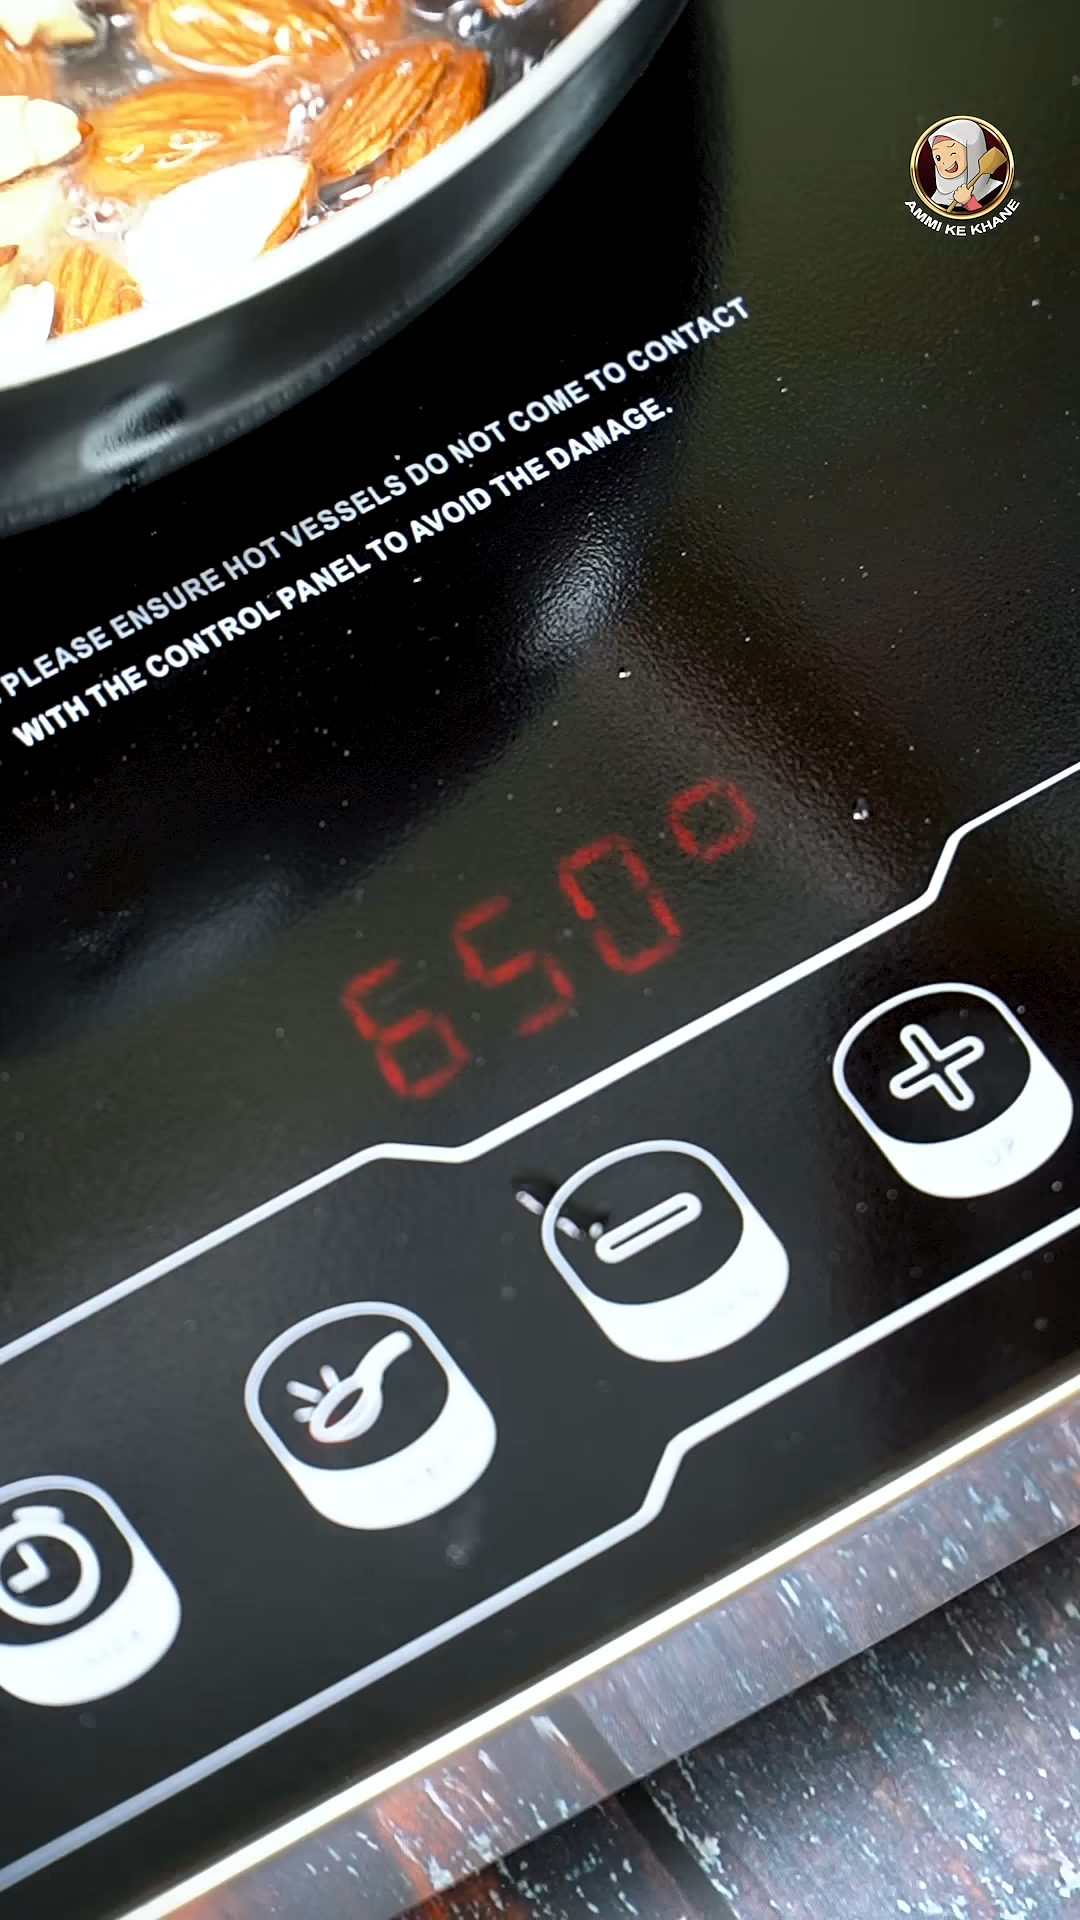 AMMI KE KHANE
PLEASE ENSURE HOT VESSELS DO NOT COME TO CONTACT
WITH THE CONTROL PANEL TO AVOID THE DAMAGE.
650°
UP